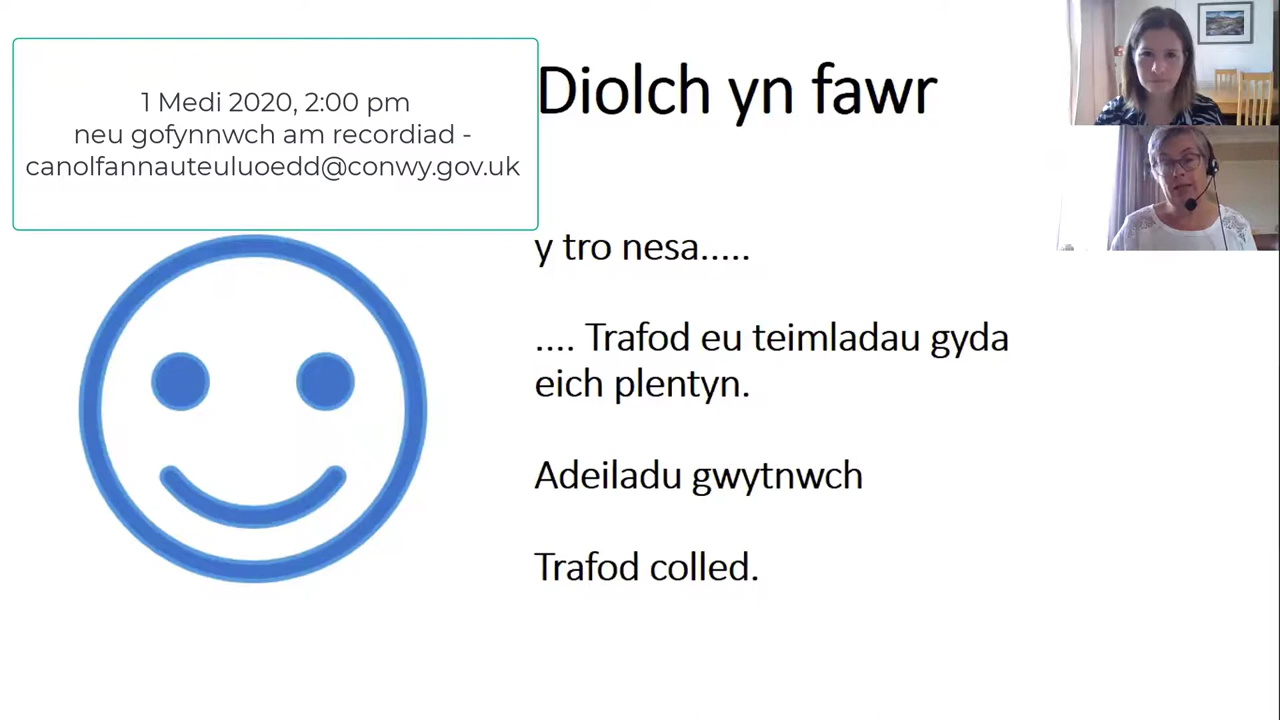 1 Medi 2020, 2:00 pm
neu gofynnwch am recordiad -
canolfannauteuluoedd@conwy.gov.uk
Diolch yn fawr
y tro nesa.....
.... Trafod eu teimladau gyda
eich plentyn.
Adeiladu gwytnwch
Trafod colled.